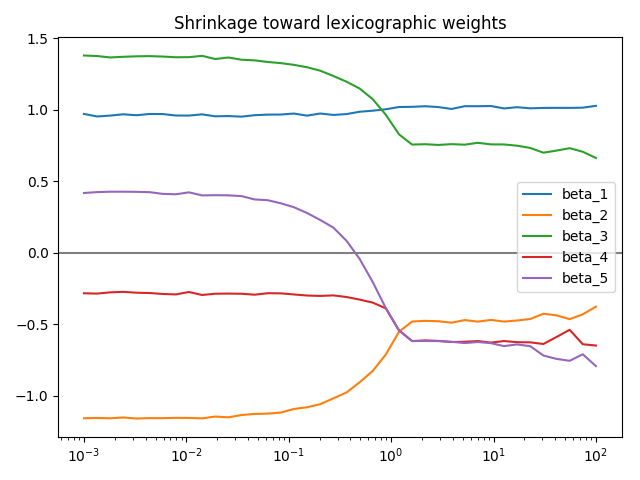 Shrinkage toward lexicographic weights
1.5
1.0
0.5
0.0
−0.5
−1.0
beta_1
beta_2
beta_3
beta_4
beta_5
10⁻³ 10⁻² 10⁻¹ 10⁰ 10¹ 10²